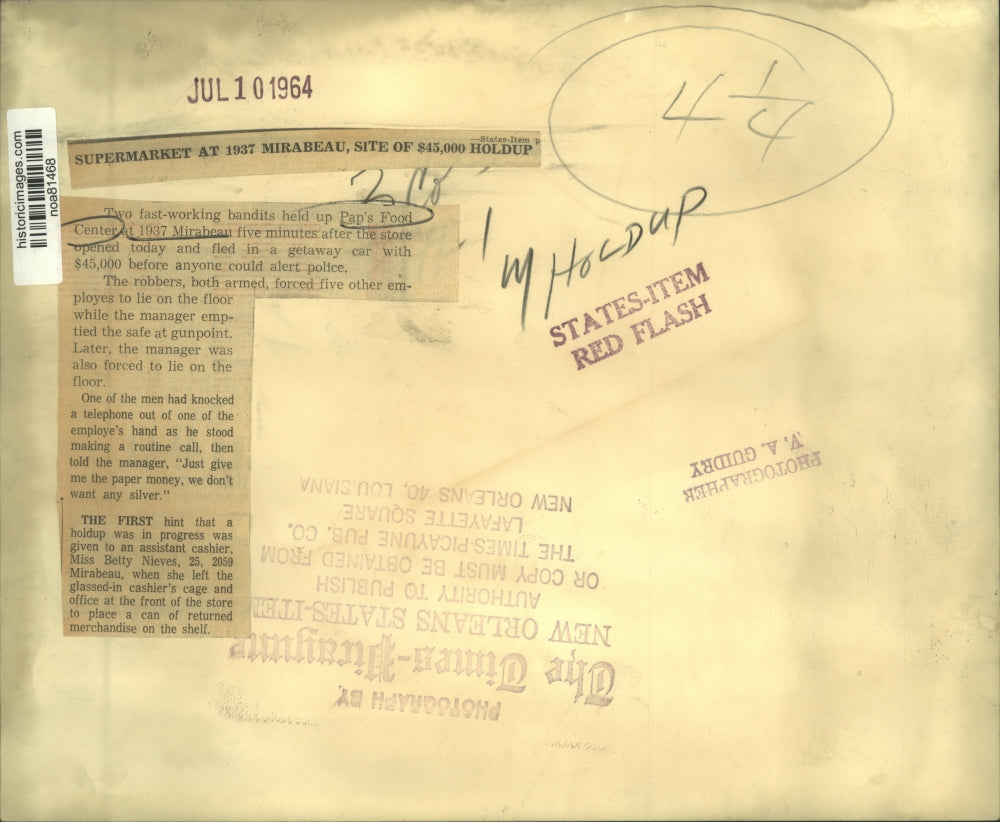 JUL 10 1964
4 1/4
historicimages.com
noa81468
—States-Item p
SUPERMARKET AT 1937 MIRABEAU, SITE OF $45,000 HOLDUP
Two fast-working bandits held up Pap's Food
Center at 1937 Mirabeau five minutes after the store
opened today and fled in a getaway car with
$45,000 before anyone could alert police.
The robbers, both armed, forced five other em-
ployes to lie on the floor
while the manager emp-
tied the safe at gunpoint.
Later, the manager was
also forced to lie on the
floor.
One of the men had knocked
a telephone out of one of the
employe's hand as he stood
making a routine call, then
told the manager, "Just give
me the paper money, we don't
want any silver."
THE FIRST hint that a
holdup was in progress was
given to an assistant cashier,
Miss Betty Nieves, 25, 2059
Mirabeau, when she left the
glassed-in cashier's cage and
office at the front of the store
to place a can of returned
merchandise on the shelf.
HOLDUP
STATES-ITEM
RED FLASH
PHOTOGRAPHER
V. A. GUIDRY
PHOTOGRAPH BY
The Times-Picayune
NEW ORLEANS STATES-ITEM
AUTHORITY TO PUBLISH
OR COPY MUST BE OBTAINED FROM
THE TIMES-PICAYUNE PUB. CO.
LAFAYETTE SQUARE
NEW ORLEANS 40, LOUISIANA